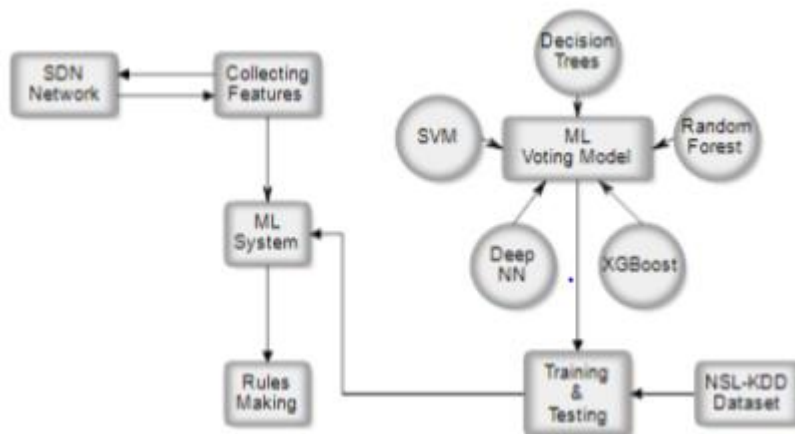 Decision
Trees
SDN
Network
Collecting
Features
SVM
ML
Voting Model
Random
Forest
ML
System
Deep
NN
XGBoost
Rules
Making
Training
&
Testing
NSL-KDD
Dataset